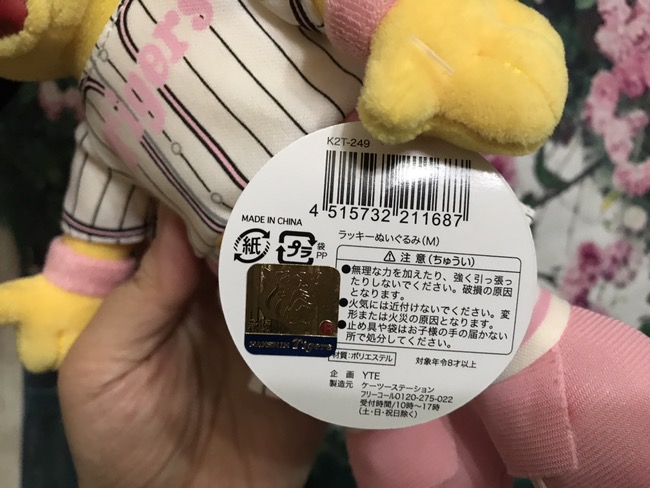 Tigers
K2T-249
4 515732 211687
MADE IN CHINA
ラッキーぬいぐるみ(M)
紙
プラ
袋
PP
注 意 (ちゅうい)
●無理な力を加えたり、強く引っ張っ
たりしないでください。破損の原因
となります。
●火気には近付けないでください。変
形または火災の原因となります。
●止め具や袋はお子様の手の届かない
所で処分してください。
HANSHIN Tigers
材質:ポリエステル
対象年令8才以上
企 画 YTE
製造元 ケーツーステーション
フリーコール0120-275-022
受付時間/10時～17時
(土・日・祝日除く)